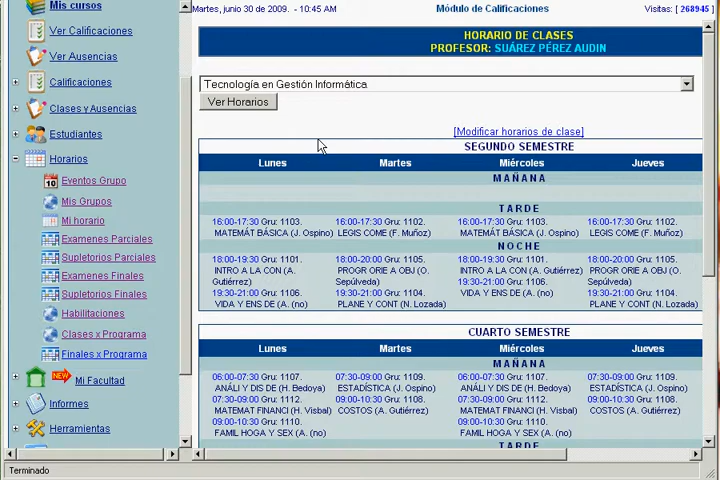 Mis cursos
Ver Calificaciones
Ver Ausencias
Calificaciones
Clases y Ausencias
Estudiantes
Horarios
10
Eventos Grupo
Mis Grupos
Mi horario
Examenes Parciales
Supletorios Parciales
Examenes Finales
Supletorios Finales
Habilitaciones
Clases x Programa
Finales x Programa
NEW
Mi Facultad
Informes
Herramientas
Martes, junio 30 de 2009. - 10:45 AM
Módulo de Calificaciones
Visitas: [ 268945 ]
HORARIO DE CLASES
PROFESOR: SUÁREZ PÉREZ AUDIN
Tecnología en Gestión Informática
Ver Horarios
[Modificar horarios de clase]
SEGUNDO SEMESTRE
Lunes Martes Miércoles Jueves
MAÑANA
TARDE
16:00-17:30 Gru: 1103. 16:00-17:30 Gru: 1102. 16:00-17:30 Gru: 1103. 16:00-17:30 Gru: 1102.
MATEMÁT BÁSICA (J. Ospino) LEGIS COME (F. Muñoz) MATEMÁT BÁSICA (J. Ospino) LEGIS COME (F. Muñoz)
NOCHE
18:00-19:30 Gru: 1101. 18:00-20:00 Gru: 1105. 18:00-19:30 Gru: 1101. 18:00-20:00 Gru: 1105.
INTRO A LA CON (A. PROGR ORIE A OBJ (O. INTRO A LA CON (A. Gutiérrez) PROGR ORIE A OBJ (O.
Gutiérrez) Sepúlveda) 19:30-21:00 Gru: 1106. Sepúlveda)
19:30-21:00 Gru: 1106. 19:30-21:00 Gru: 1104. VIDA Y ENS DE (A. (no) 19:30-21:00 Gru: 1104.
VIDA Y ENS DE (A. (no) PLANE Y CONT (N. Lozada) PLANE Y CONT (N. Lozada)
CUARTO SEMESTRE
Lunes Martes Miércoles Jueves
MAÑANA
06:00-07:30 Gru: 1107. 07:30-09:00 Gru: 1109. 06:00-07:30 Gru: 1107. 07:30-09:00 Gru: 1109.
ANÁLI Y DIS DE (H. Bedoya) ESTADÍSTICA (J. Ospino) ANÁLI Y DIS DE (H. Bedoya) ESTADÍSTICA (J. Ospino)
07:30-09:00 Gru: 1112. 09:00-10:30 Gru: 1108. 07:30-09:00 Gru: 1112. 09:00-10:30 Gru: 1108.
MATEMAT FINANCI (H. Visbal) COSTOS (A. Gutiérrez) MATEMAT FINANCI (H. Visbal) COSTOS (A. Gutiérrez)
09:00-10:30 Gru: 1110. 09:00-10:30 Gru: 1110.
FAMIL HOGA Y SEX (A. (no) FAMIL HOGA Y SEX (A. (no)
TARDE
Terminado